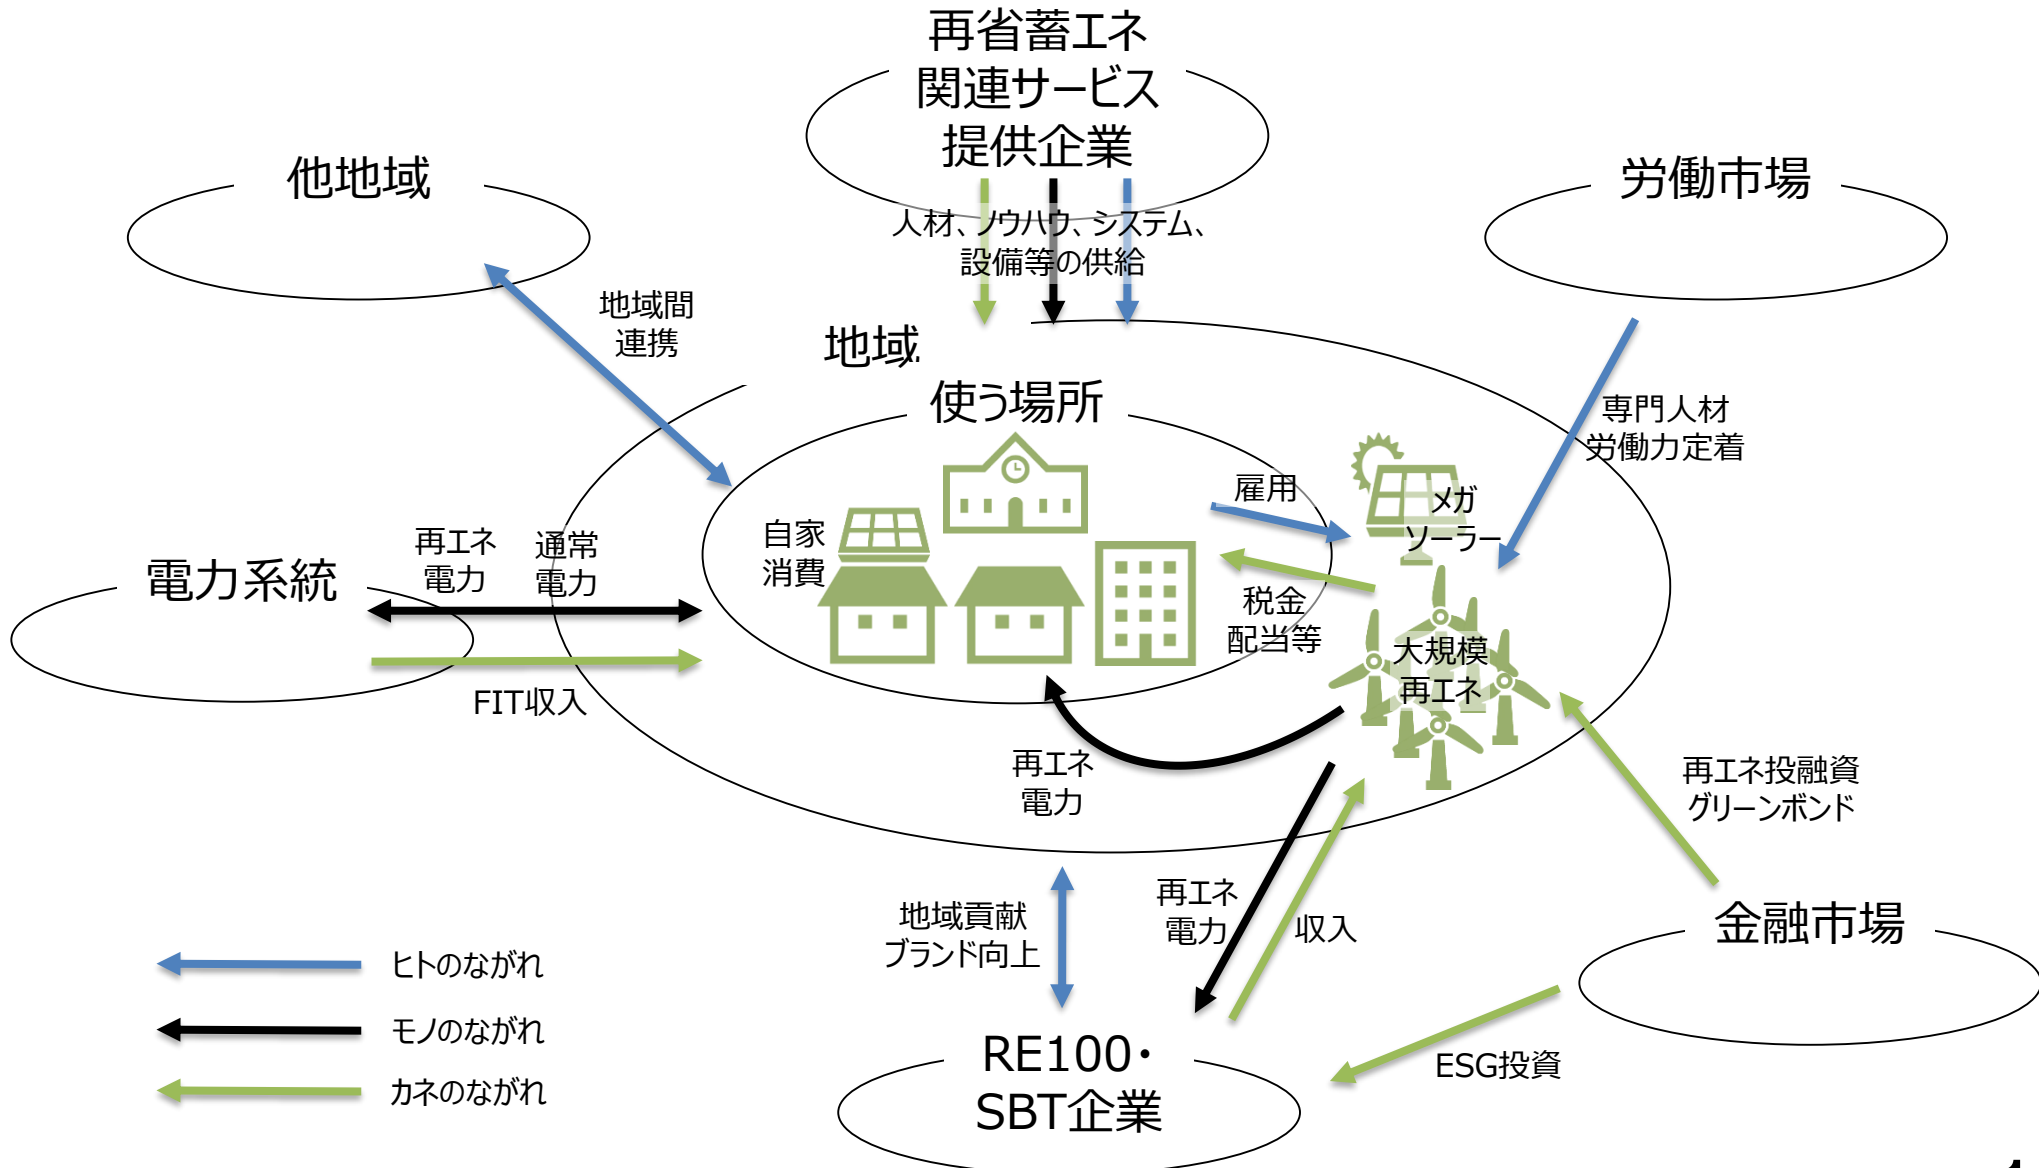 再省蓄エネ
関連サービス
提供企業
他地域
労働市場
人材、ノウハウ、システム、
設備等の供給
地域間
連携
地域
使う場所
専門人材
労働力定着
雇用
メガ
ソーラー
自家
消費
再エネ
電力
通常
電力
電力系統
税金
配当等
大規模
再エネ
FIT収入
再エネ
電力
再エネ投融資
グリーンボンド
再エネ
電力
地域貢献
ブランド向上
収入
金融市場
ヒトのながれ
モノのながれ
カネのながれ
RE100・
SBT企業
ESG投資